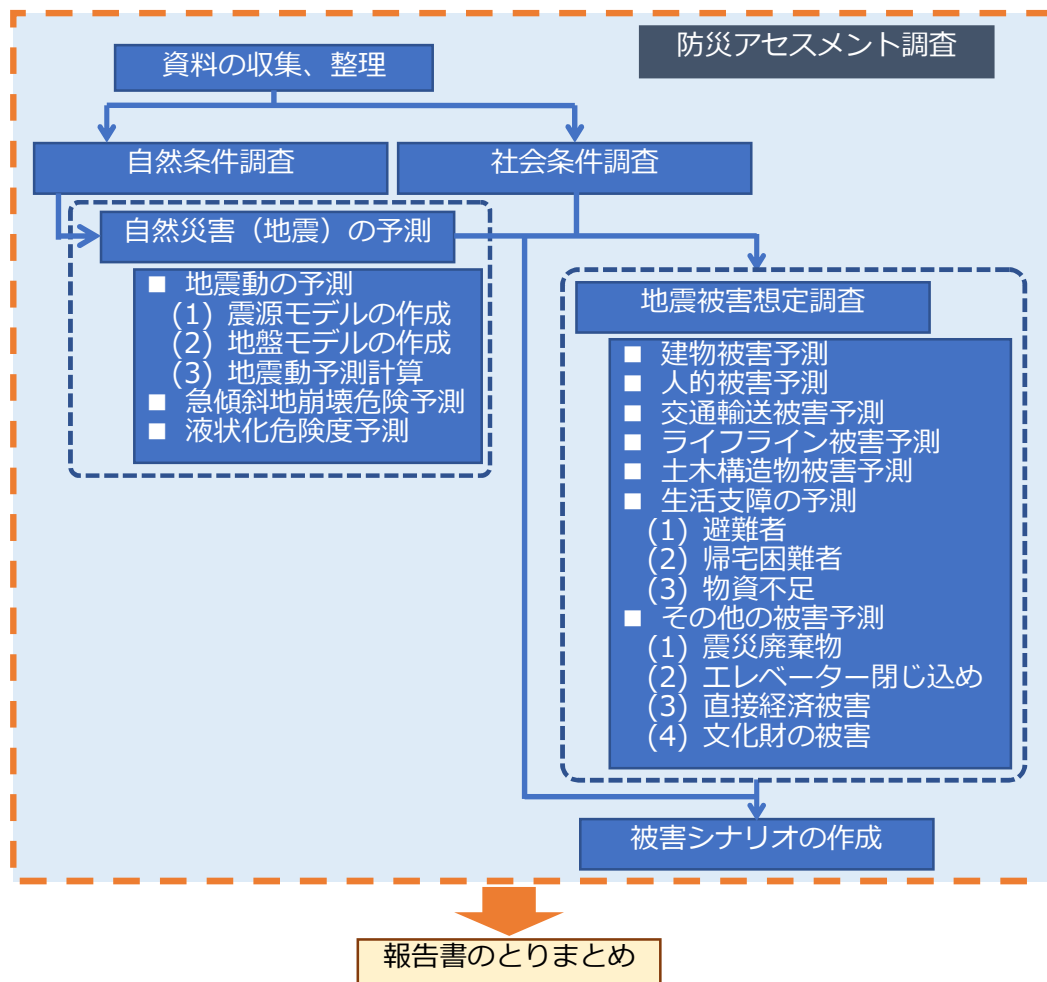 防災アセスメント調査
資料の収集、整理
自然条件調査
社会条件調査
自然災害（地震）の予測
■ 地震動の予測
(1) 震源モデルの作成
(2) 地盤モデルの作成
(3) 地震動予測計算
■ 急傾斜地崩壊危険予測
■ 液状化危険度予測
地震被害想定調査
■ 建物被害予測
■ 人的被害予測
■ 交通輸送被害予測
■ ライフライン被害予測
■ 土木構造物被害予測
■ 生活支障の予測
(1) 避難者
(2) 帰宅困難者
(3) 物資不足
■ その他の被害予測
(1) 震災廃棄物
(2) エレベーター閉じ込め
(3) 直接経済被害
(4) 文化財の被害
被害シナリオの作成
報告書のとりまとめ